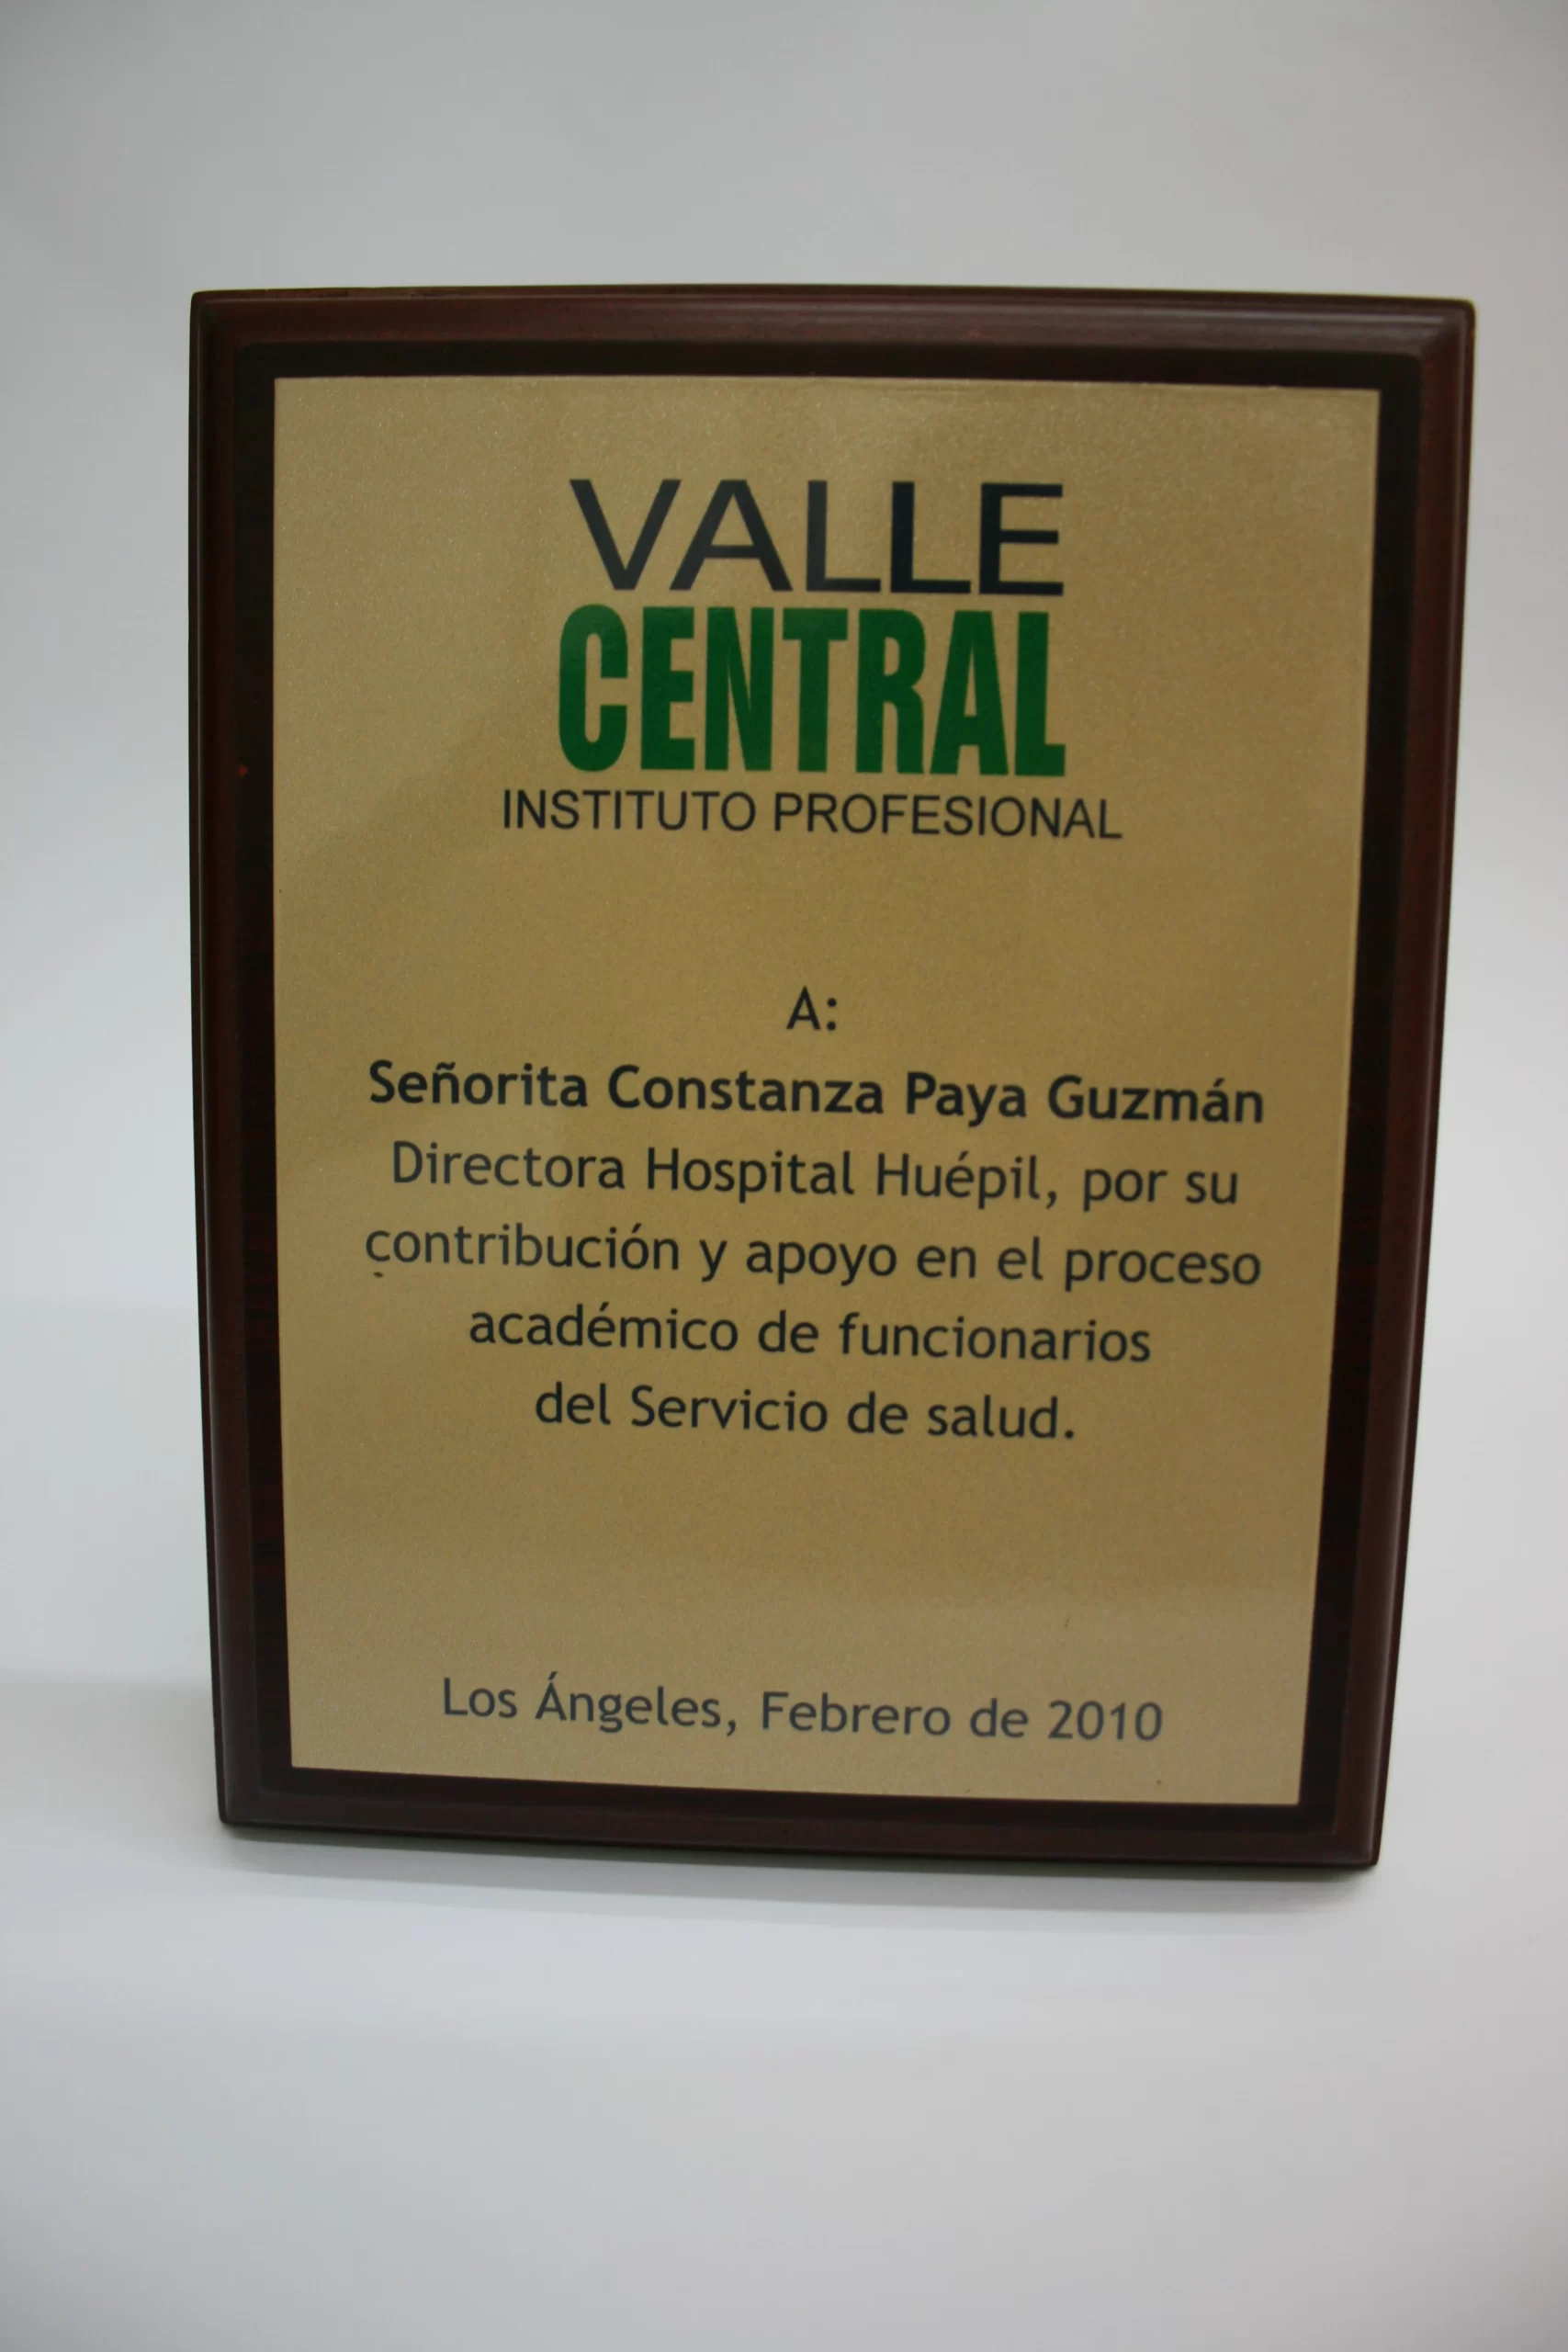 VALLE
CENTRAL
INSTITUTO PROFESIONAL
A:
Señorita Constanza Paya Guzmán
Directora Hospital Huépil, por su
contribución y apoyo en el proceso
académico de funcionarios
del Servicio de salud.
Los Ángeles, Febrero de 2010